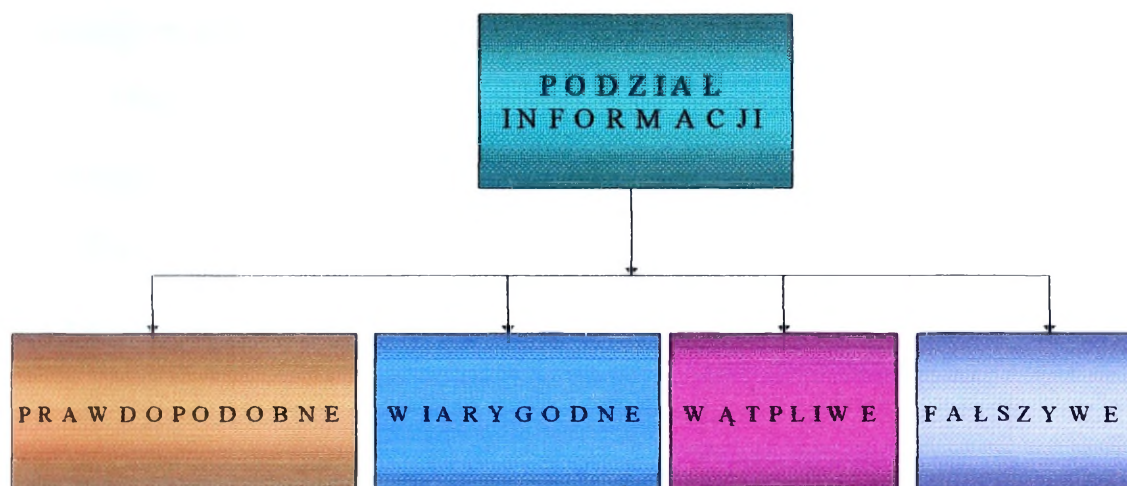 PODZIAŁ
INFORMACJI
PRAWDOPODOBNE
WIARYGODNE
WĄTPLIWE
FAŁSZYWE